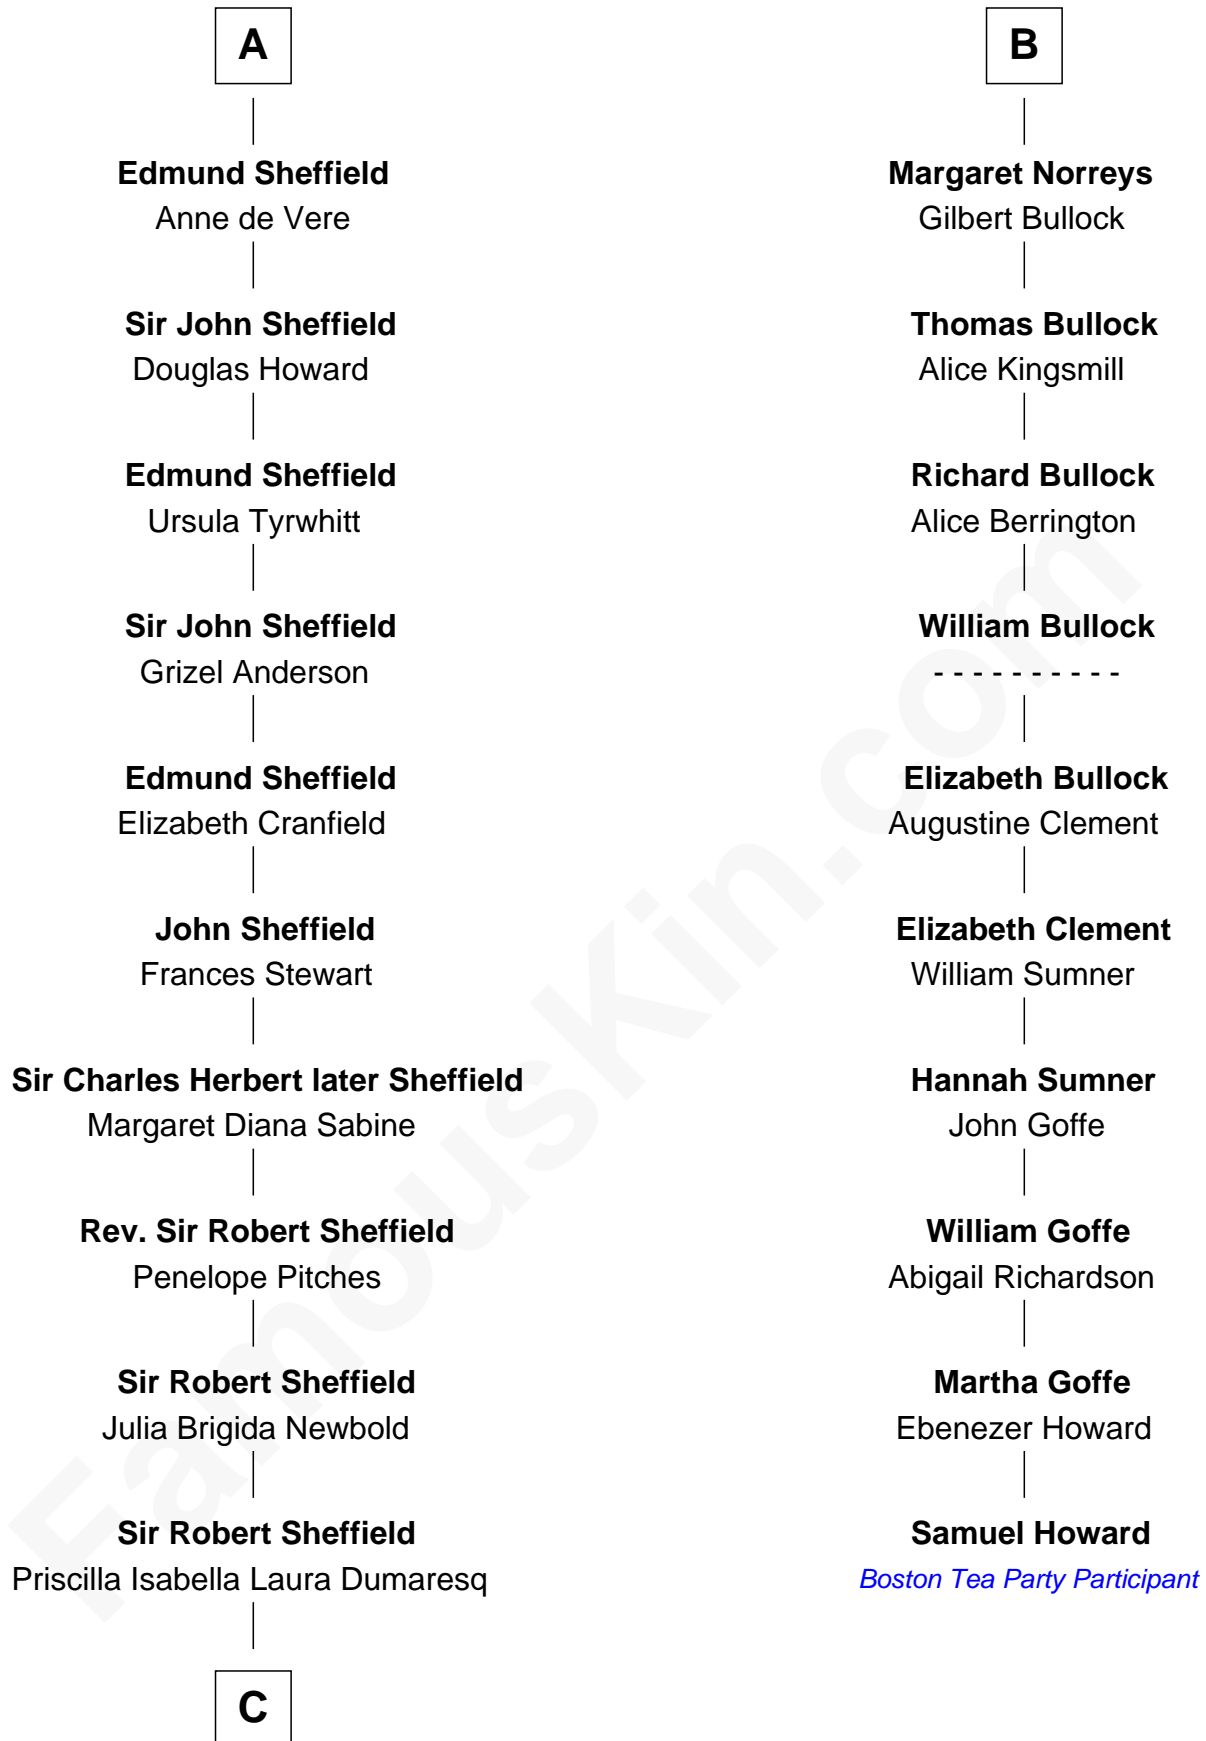 A
Edmund Sheffield
Anne de Vere
Sir John Sheffield
Douglas Howard
Edmund Sheffield
Ursula Tyrwhitt
Sir John Sheffield
Grizel Anderson
Edmund Sheffield
Elizabeth Cranfield
John Sheffield
Frances Stewart
Sir Charles Herbert later Sheffield
Margaret Diana Sabine
Rev. Sir Robert Sheffield
Penelope Pitches
Sir Robert Sheffield
Julia Brigida Newbold
Sir Robert Sheffield
Priscilla Isabella Laura Dumaresq
C
B
Margaret Norreys
Gilbert Bullock
Thomas Bullock
Alice Kingsmill
Richard Bullock
Alice Berrington
William Bullock
- - - - - - - - - -
Elizabeth Bullock
Augustine Clement
Elizabeth Clement
William Sumner
Hannah Sumner
John Goffe
William Goffe
Abigail Richardson
Martha Goffe
Ebenezer Howard
Samuel Howard
Boston Tea Party Participant
FamousKin.com